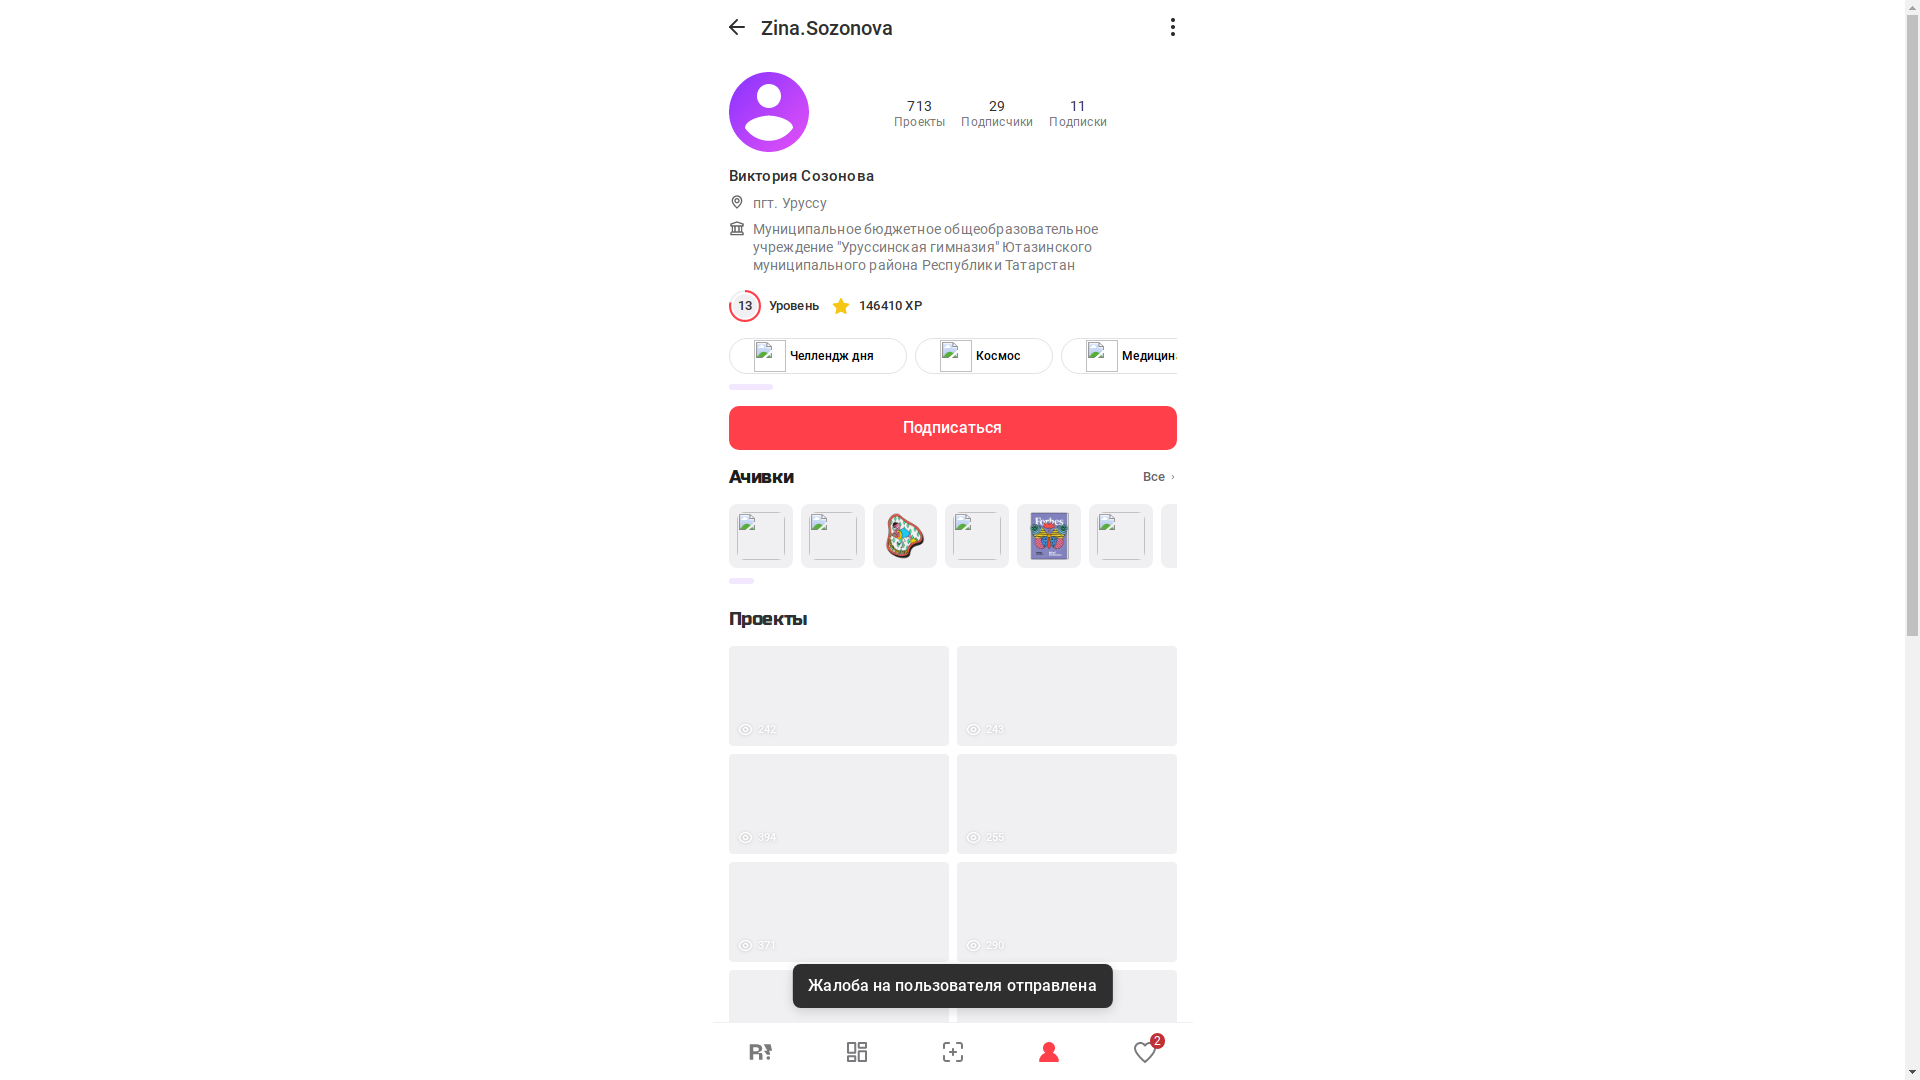 Zina.Sozonova
713
Проекты
29
Подписчики
11
Подписки
Виктория Созонова
пгт. Уруссу
Муниципальное бюджетное общеобразовательное
учреждение "Уруссинская гимназия" Ютазинского
муниципального района Республики Татарстан
13 Уровень 146410 XP
Челлендж дня
Космос
Медицин
Подписаться
Ачивки
Все
Forbes
Проекты
242
243
394
255
371
290
Жалоба на пользователя отправлена
R
2